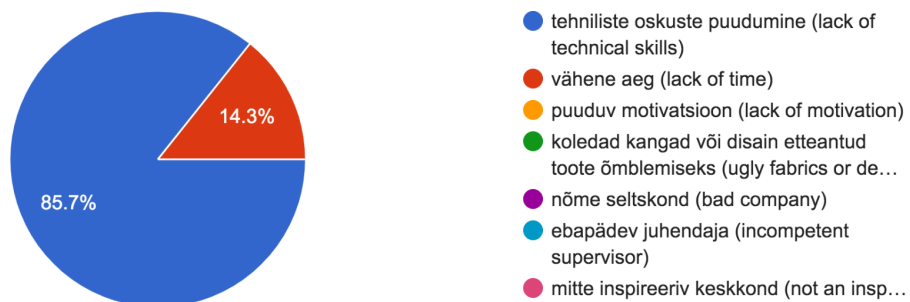 tehniliste oskuste puudumine (lack of
technical skills)
vähene aeg (lack of time)
puuduv motivatsioon (lack of motivation)
koledad kangad või disain etteantud
toote õmblemiseks (ugly fabrics or de…
nõme seltskond (bad company)
ebapädev juhendaja (incompetent
supervisor)
mitte inspireeriv keskkond (not an insp…
14.3%
85.7%